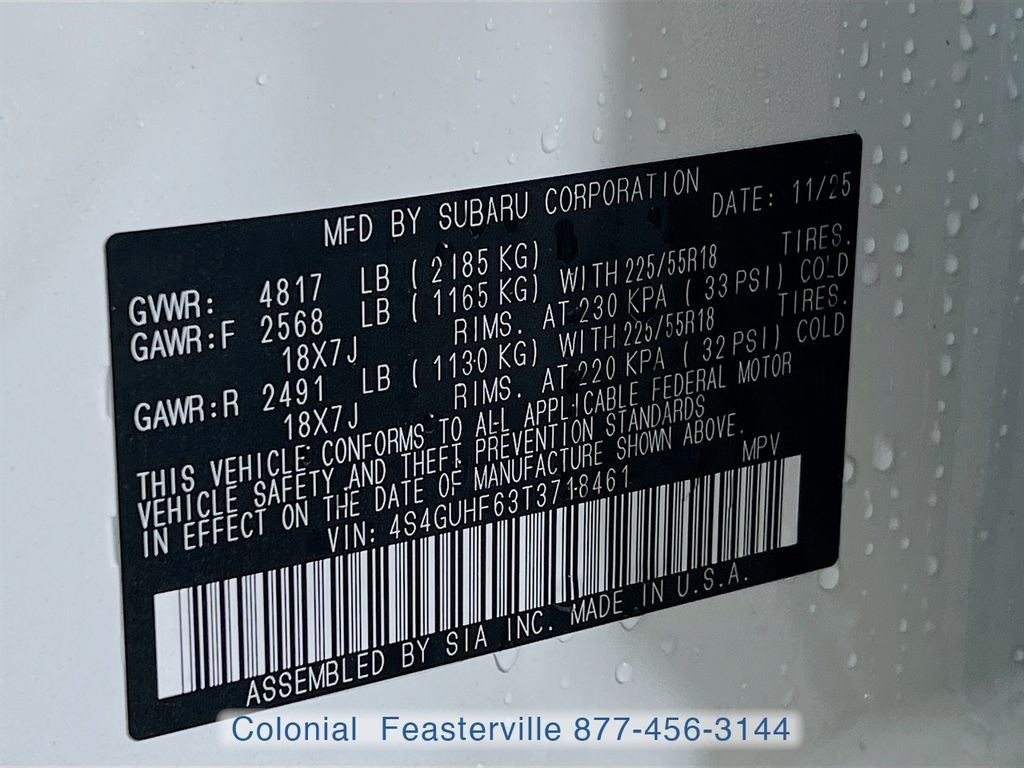 MFD BY SUBARU CORPORATION DATE: 11/25
GVWR: 4817 LB (2185 KG)
GAWR:F 2568 LB (1165 KG) WITH 225/55R18 TIRES.
18X7J RIMS. AT 230 KPA (33 PSI) COLD
GAWR:R 2491 LB (1130 KG) WITH 225/55R18 TIRES.
18X7J RIMS. AT 220 KPA (32 PSI) COLD
THIS VEHICLE CONFORMS TO ALL APPLICABLE FEDERAL MOTOR
VEHICLE SAFETY AND THEFT PREVENTION STANDARDS
IN EFFECT ON THE DATE OF MANUFACTURE SHOWN ABOVE.
VIN: 4S4GUHF63T3718461 MPV
ASSEMBLED BY SIA INC. MADE IN U.S.A.
Colonial Feasterville 877-456-3144